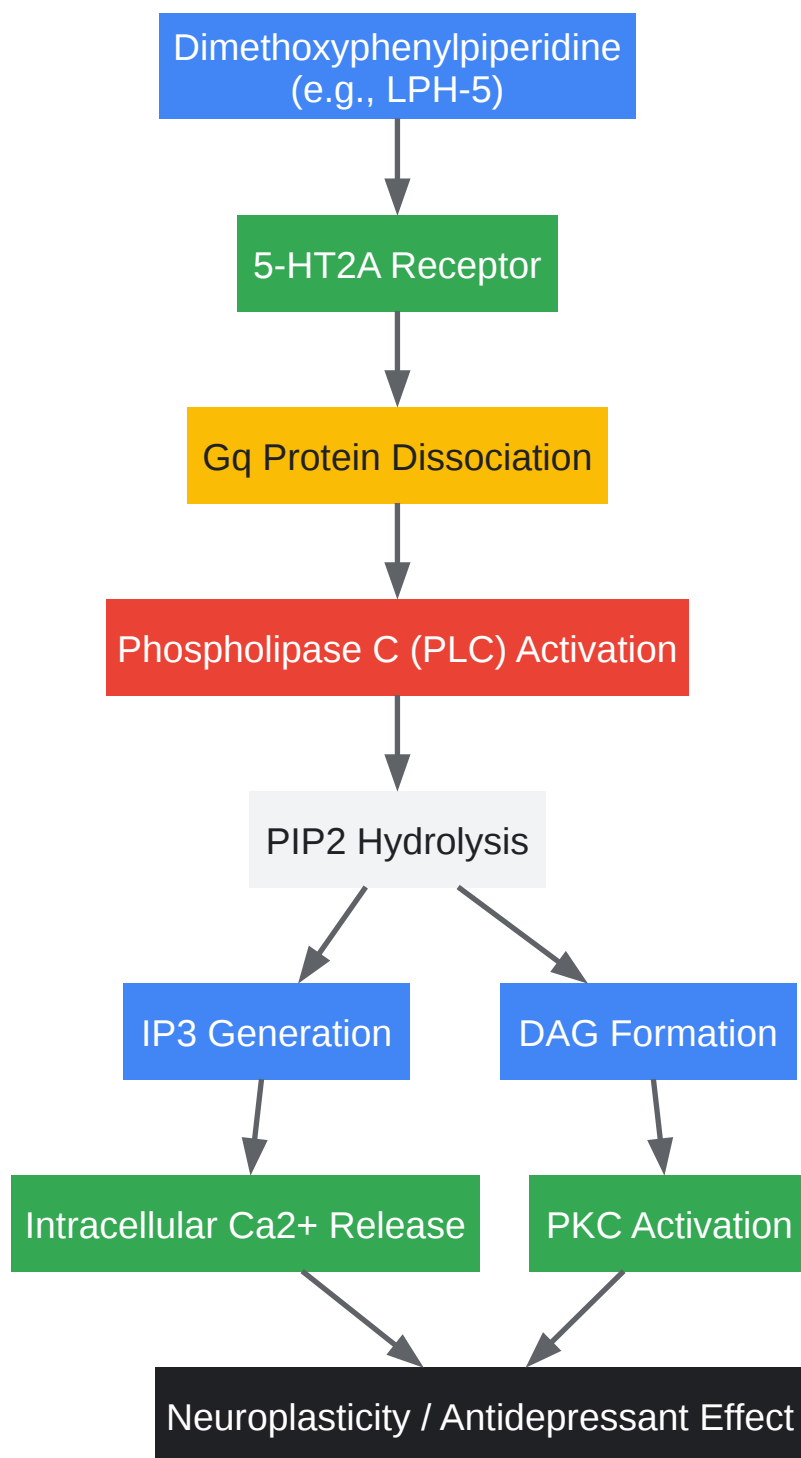 Dimethoxyphenylpiperidine
(e.g., LPH-5)
5-HT2A Receptor
Gq Protein Dissociation
Phospholipase C (PLC) Activation
PIP2 Hydrolysis
IP3 Generation
DAG Formation
Intracellular Ca2+ Release
PKC Activation
Neuroplasticity / Antidepressant Effect